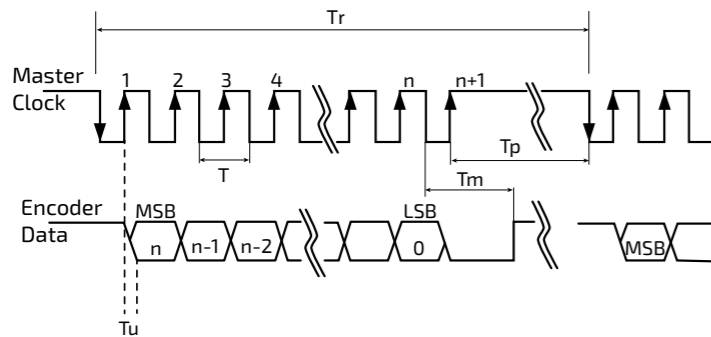 Tr
Master
Clock
1 2 3 4 n n+1
T
Tp
Tm
Encoder
Data
MSB LSB
n n-1 n-2 0 MSB
Tu